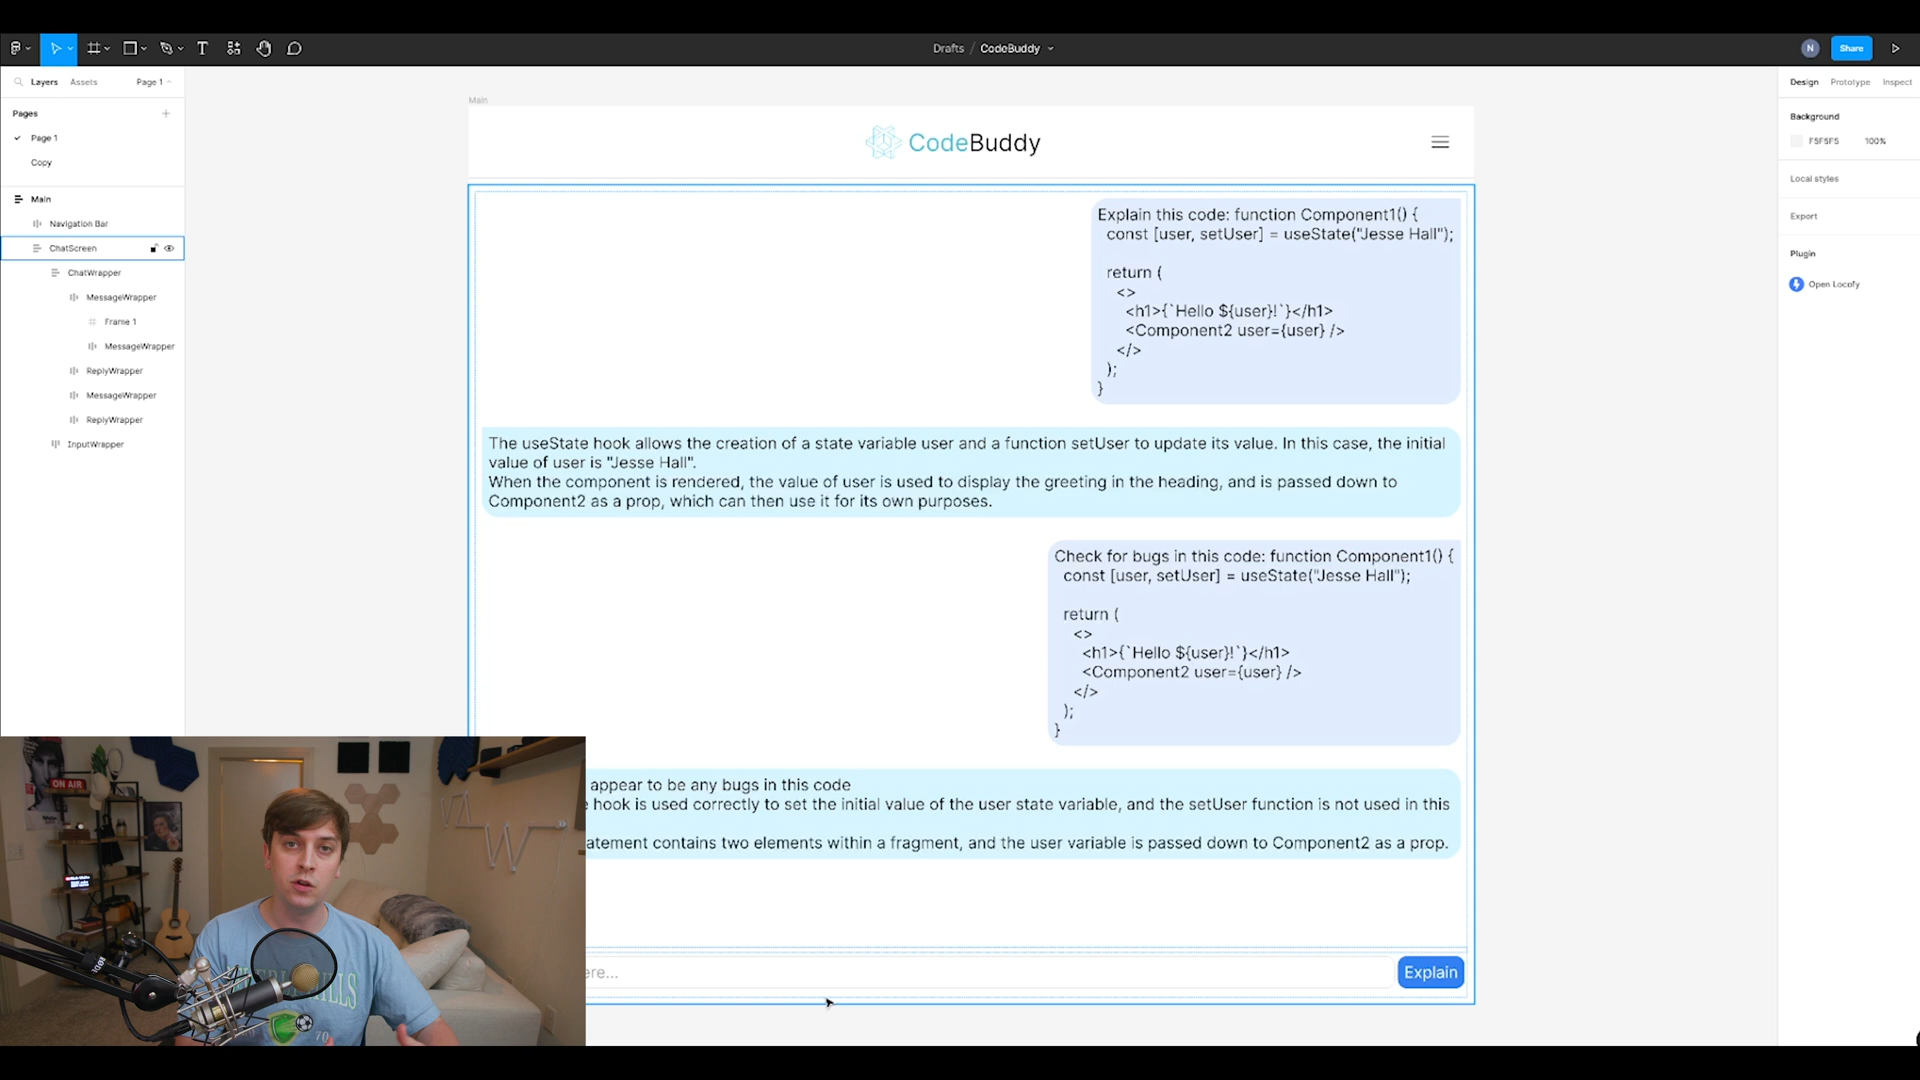 Drafts / CodeBuddy
N
Share
Layers
Assets
Page 1
Design
Prototype
Inspect
Pages
Page 1
Copy
Main
Navigation Bar
ChatScreen
ChatWrapper
MessageWrapper
Frame 1
MessageWrapper
ReplyWrapper
MessageWrapper
ReplyWrapper
InputWrapper
Main
CodeBuddy
Explain this code: function Component1() {
const [user, setUser] = useState("Jesse Hall");
return (
<>
<h1>{`Hello ${user}!`}</h1>
<Component2 user={user} />
</>
);
}
The useState hook allows the creation of a state variable user and a function setUser to update its value. In this case, the initial
value of user is "Jesse Hall".
When the component is rendered, the value of user is used to display the greeting in the heading, and is passed down to
Component2 as a prop, which can then use it for its own purposes.
Check for bugs in this code: function Component1() {
const [user, setUser] = useState("Jesse Hall");
return (
<>
<h1>{`Hello ${user}!`}</h1>
<Component2 user={user} />
</>
);
}
appear to be any bugs in this code
hook is used correctly to set the initial value of the user state variable, and the setUser function is not used in this
atement contains two elements within a fragment, and the user variable is passed down to Component2 as a prop.
ere...
Explain
Background
F5F5F5
100%
Local styles
Export
Plugin
Open Locofy
ON AIR
RODE
HILLS
70